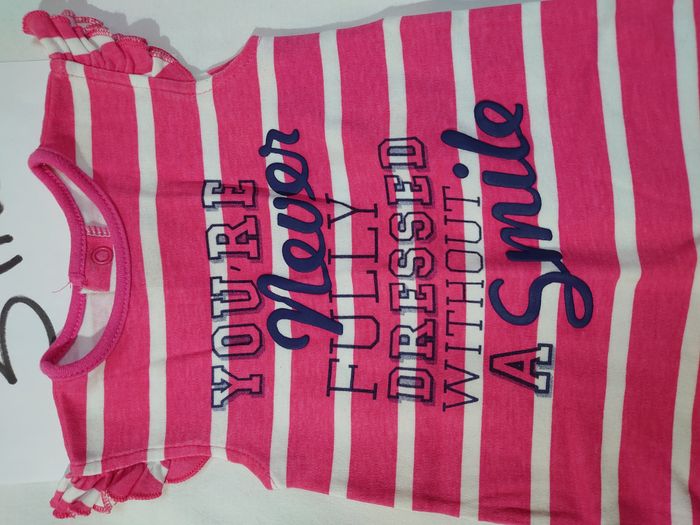 YOU'RE
Never
FULLY
DRESSED
WITHOUT
A Smile